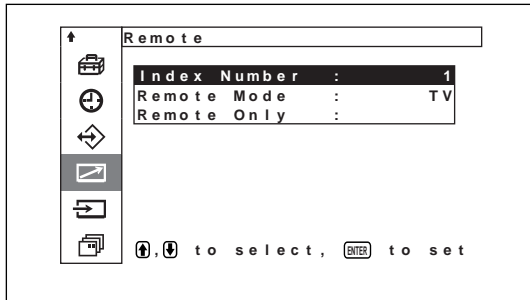 Remote
Index Number : 1
Remote Mode : TV
Remote Only :
, to select, ENTER to set